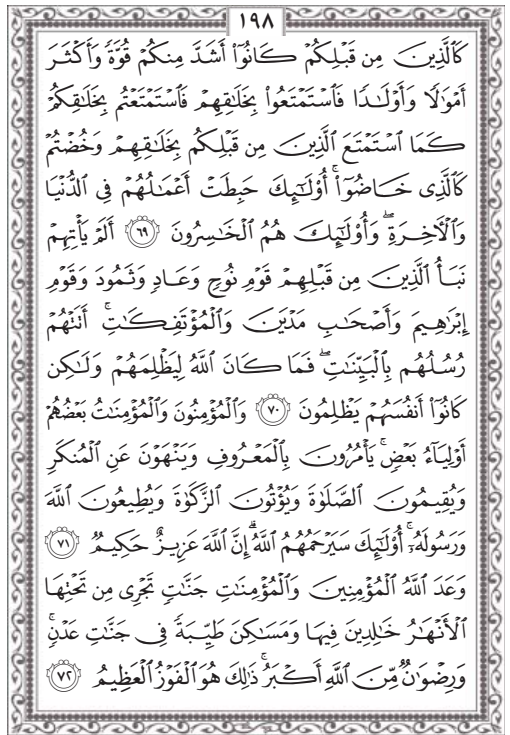 ١٩٨
كَٱلَّذِينَ مِن قَبْلِكُمْ كَانُوٓا۟ أَشَدَّ مِنكُمْ قُوَّةً وَأَكْثَرَ
أَمْوَٰلًا وَأَوْلَـٰدًا فَٱسْتَمْتَعُوا۟ بِخَلَـٰقِهِمْ فَٱسْتَمْتَعْتُم بِخَلَـٰقِكُمْ
كَمَا ٱسْتَمْتَعَ ٱلَّذِينَ مِن قَبْلِكُم بِخَلَـٰقِهِمْ وَخُضْتُمْ
كَٱلَّذِى خَاضُوٓا۟ ۚ أُو۟لَـٰٓئِكَ حَبِطَتْ أَعْمَـٰلُهُمْ فِى ٱلدُّنْيَا
وَٱلْـَٔاخِرَةِ ۖ وَأُو۟لَـٰٓئِكَ هُمُ ٱلْخَـٰسِرُونَ ٦٩ أَلَمْ يَأْتِهِمْ
نَبَأُ ٱلَّذِينَ مِن قَبْلِهِمْ قَوْمِ نُوحٍ وَعَادٍ وَثَمُودَ وَقَوْمِ
إِبْرَٰهِيمَ وَأَصْحَـٰبِ مَدْيَنَ وَٱلْمُؤْتَفِكَـٰتِ ۚ أَتَتْهُمْ
رُسُلُهُم بِٱلْبَيِّنَـٰتِ ۖ فَمَا كَانَ ٱللَّهُ لِيَظْلِمَهُمْ وَلَـٰكِن
كَانُوٓا۟ أَنفُسَهُمْ يَظْلِمُونَ ٧٠ وَٱلْمُؤْمِنُونَ وَٱلْمُؤْمِنَـٰتُ بَعْضُهُمْ
أَوْلِيَآءُ بَعْضٍ ۚ يَأْمُرُونَ بِٱلْمَعْرُوفِ وَيَنْهَوْنَ عَنِ ٱلْمُنكَرِ
وَيُقِيمُونَ ٱلصَّلَوٰةَ وَيُؤْتُونَ ٱلزَّكَوٰةَ وَيُطِيعُونَ ٱللَّهَ
وَرَسُولَهُۥٓ ۚ أُو۟لَـٰٓئِكَ سَيَرْحَمُهُمُ ٱللَّهُ ۗ إِنَّ ٱللَّهَ عَزِيزٌ حَكِيمٌ ٧١
وَعَدَ ٱللَّهُ ٱلْمُؤْمِنِينَ وَٱلْمُؤْمِنَـٰتِ جَنَّـٰتٍ تَجْرِى مِن تَحْتِهَا
ٱلْأَنْهَـٰرُ خَـٰلِدِينَ فِيهَا وَمَسَـٰكِنَ طَيِّبَةً فِى جَنَّـٰتِ عَدْنٍ ۚ
وَرِضْوَٰنٌ مِّنَ ٱللَّهِ أَكْبَرُ ۚ ذَٰلِكَ هُوَ ٱلْفَوْزُ ٱلْعَظِيمُ ٧٢